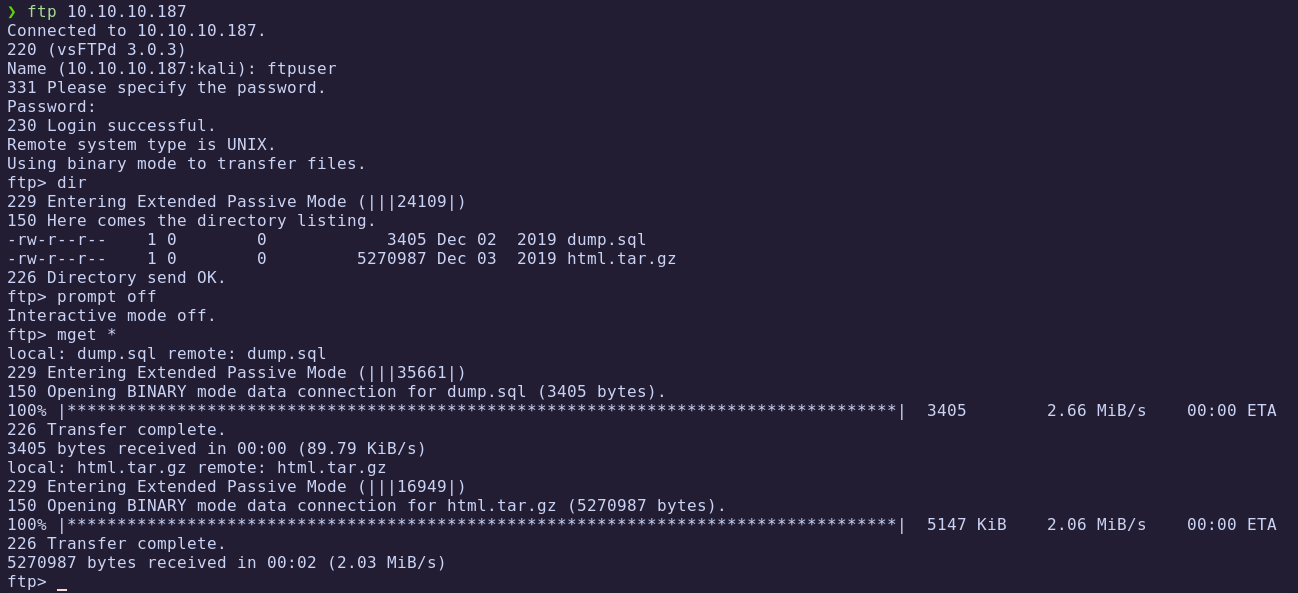 ❯ ftp 10.10.10.187
Connected to 10.10.10.187.
220 (vsFTPd 3.0.3)
Name (10.10.10.187:kali): ftpuser
331 Please specify the password.
Password:
230 Login successful.
Remote system type is UNIX.
Using binary mode to transfer files.
ftp> dir
229 Entering Extended Passive Mode (|||24109|)
150 Here comes the directory listing.
-rw-r--r--    1 0        0            3405 Dec 02  2019 dump.sql
-rw-r--r--    1 0        0         5270987 Dec 03  2019 html.tar.gz
226 Directory send OK.
ftp> prompt off
Interactive mode off.
ftp> mget *
local: dump.sql remote: dump.sql
229 Entering Extended Passive Mode (|||35661|)
150 Opening BINARY mode data connection for dump.sql (3405 bytes).
100% |***********************************************************************************|  3405        2.66 MiB/s    00:00 ETA
226 Transfer complete.
3405 bytes received in 00:00 (89.79 KiB/s)
local: html.tar.gz remote: html.tar.gz
229 Entering Extended Passive Mode (|||16949|)
150 Opening BINARY mode data connection for html.tar.gz (5270987 bytes).
100% |***********************************************************************************|  5147 KiB    2.06 MiB/s    00:00 ETA
226 Transfer complete.
5270987 bytes received in 00:02 (2.03 MiB/s)
ftp> _